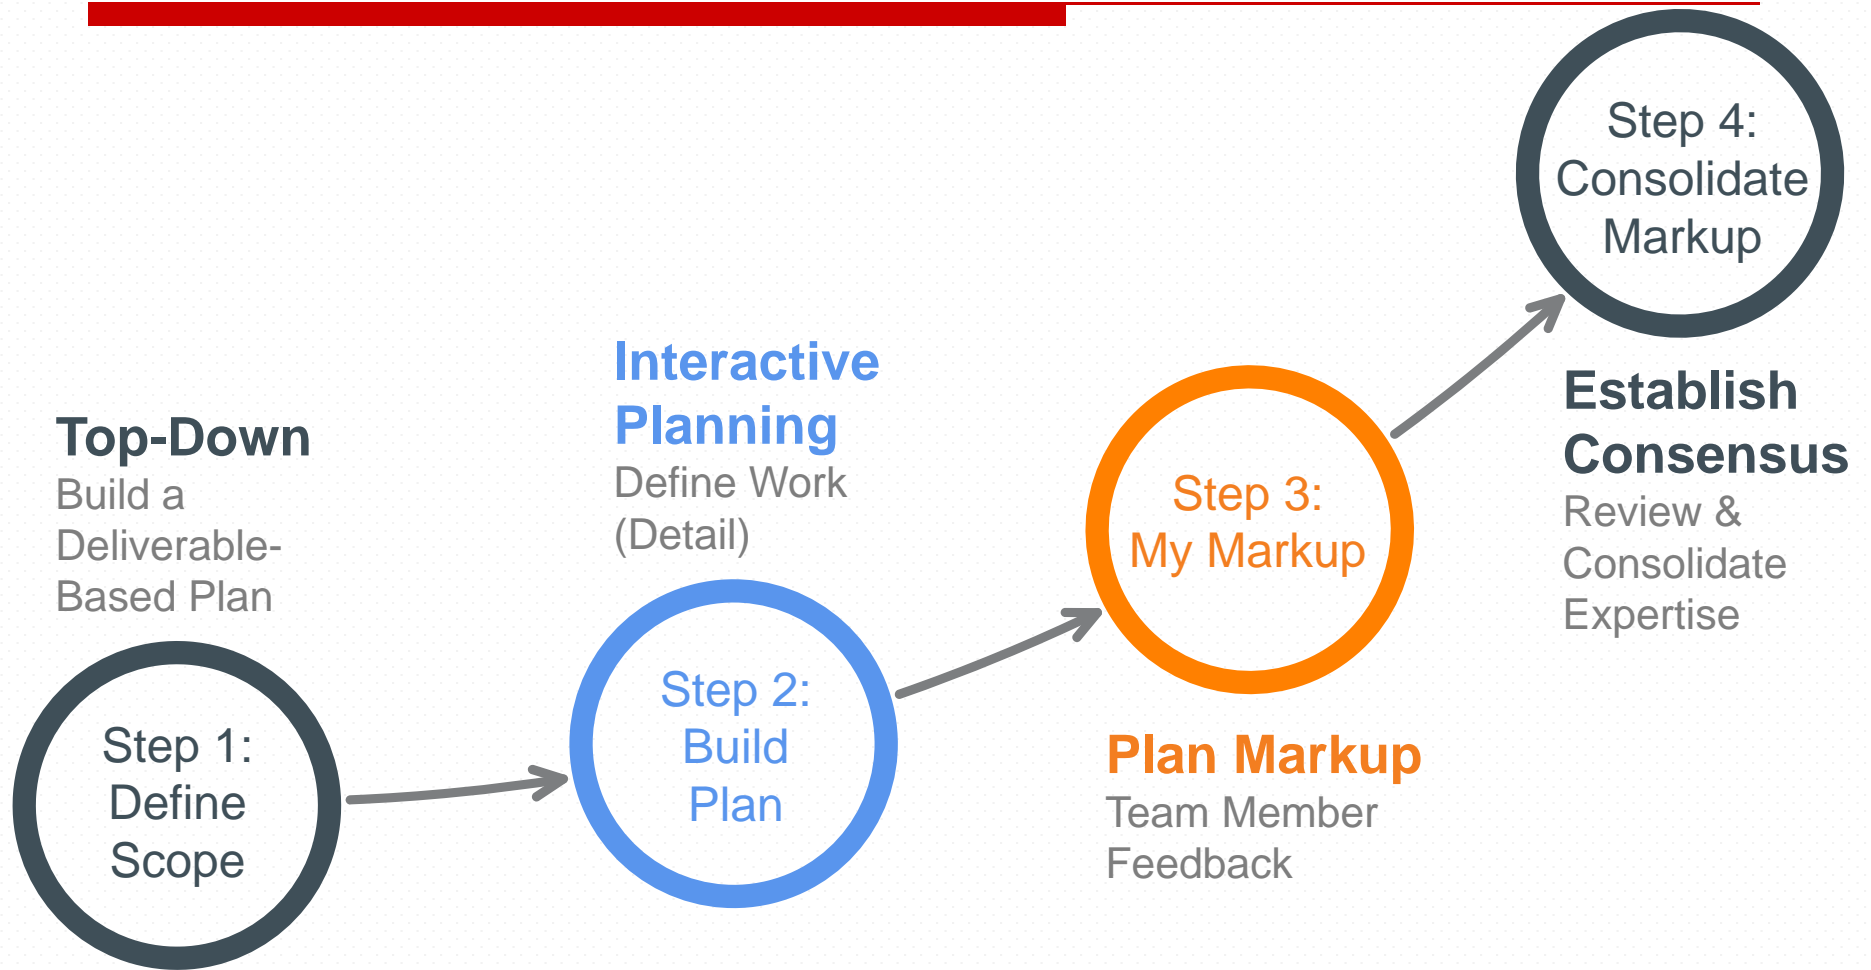 Top-Down
Build a
Deliverable-
Based Plan
Step 1:
Define
Scope
Interactive
Planning
Define Work
(Detail)
Step 2:
Build
Plan
Step 3:
My Markup
Plan Markup
Team Member
Feedback
Step 4:
Consolidate
Markup
Establish
Consensus
Review &
Consolidate
Expertise